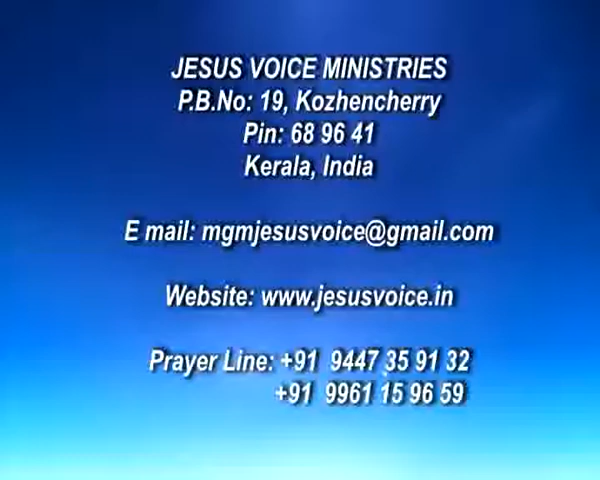 JESUS VOICE MINISTRIES
P.B.No: 19, Kozhencherry
Pin: 68 96 41
Kerala, India
E mail: mgmjesusvoice@gmail.com
Website: www.jesusvoice.in
Prayer Line: +91 9447 35 91 32
+91 9961 15 96 59